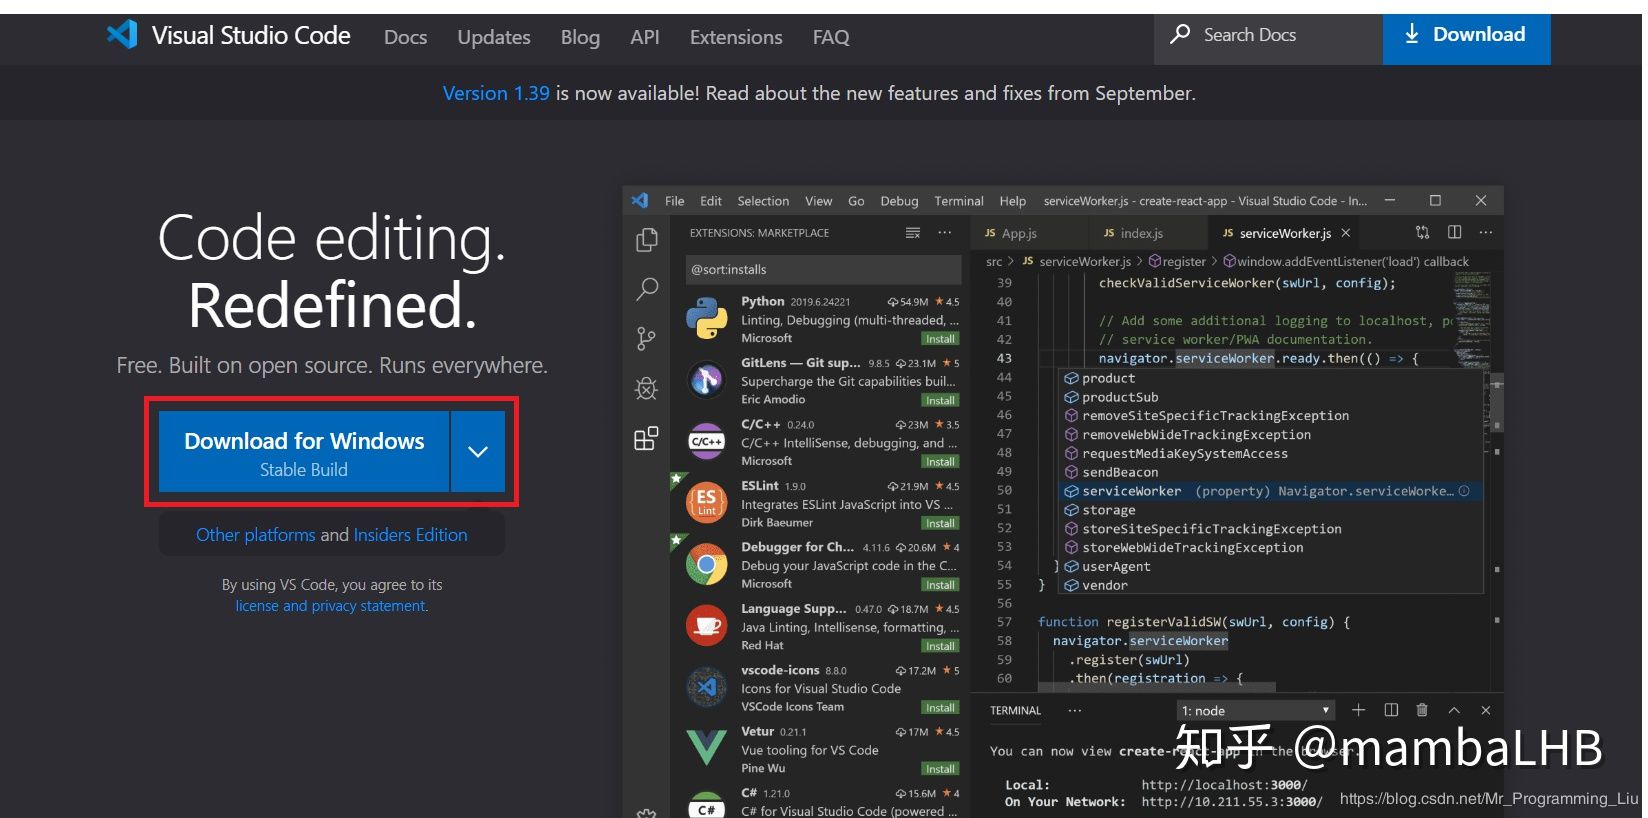 Visual Studio Code Docs Updates Blog API Extensions FAQ Search Docs Download
Version 1.39 is now available! Read about the new features and fixes from September.
Code editing.
Redefined.
Free. Built on open source. Runs everywhere.
Download for Windows
Stable Build
Other platforms and Insiders Edition
By using VS Code, you agree to its
license and privacy statement.
File Edit Selection View Go Debug Terminal Help serviceWorker.js - create-react-app - Visual Studio Code - In...
EXTENSIONS: MARKETPLACE
@sort:installs
Python 2019.6.24221 54.9M 4.5
Linting, Debugging (multi-threaded, ...
Microsoft Install
GitLens — Git sup... 9.8.5 23.1M 5
Supercharge the Git capabilities buil...
Eric Amodio Install
C/C++
C/C++ 0.24.0 23M 3.5
C/C++ IntelliSense, debugging, and ...
Microsoft Install
ES
Lint
ESLint 1.9.0 21.9M 4.5
Integrates ESLint JavaScript into VS ...
Dirk Baeumer Install
Debugger for Ch... 4.11.6 20.6M 4
Debug your JavaScript code in the C...
Microsoft Install
Language Supp... 0.47.0 18.7M 4.5
Java Linting, Intellisense, formatting, ...
Red Hat Install
vscode-icons 8.8.0 17.2M 5
Icons for Visual Studio Code
VSCode Icons Team Install
Vetur 0.21.1 17M 4.5
Vue tooling for VS Code
Pine Wu Install
C#
C# 1.21.0 15.6M 4
C# for Visual Studio Code (powered ...
JS App.js JS index.js JS serviceWorker.js
src > JS serviceWorker.js > register > window.addEventListener('load') callback
39 checkValidServiceWorker(swUrl, config);
40
41 // Add some additional logging to localhost, po
42 // service worker/PWA documentation.
43 navigator.serviceWorker.ready.then(() => {
44 product
45 productSub
46 removeSiteSpecificTrackingException
47 removeWebWideTrackingException
48 requestMediaKeySystemAccess
49 sendBeacon
50 serviceWorker (property) Navigator.serviceWorke...
51 storage
52 storeSiteSpecificTrackingException
53 storeWebWideTrackingException
54 } userAgent
55 } vendor
56
57 function registerValidSW(swUrl, config) {
58 navigator.serviceWorker
59 .register(swUrl)
60 .then(registration => {
TERMINAL ... 1: node
You can now view create-react-app in the browser.
Local: http://localhost:3000/
On Your Network: http://10.211.55.3:3000/
知乎 @mambaLHB
https://blog.csdn.net/Mr_Programming_Liu